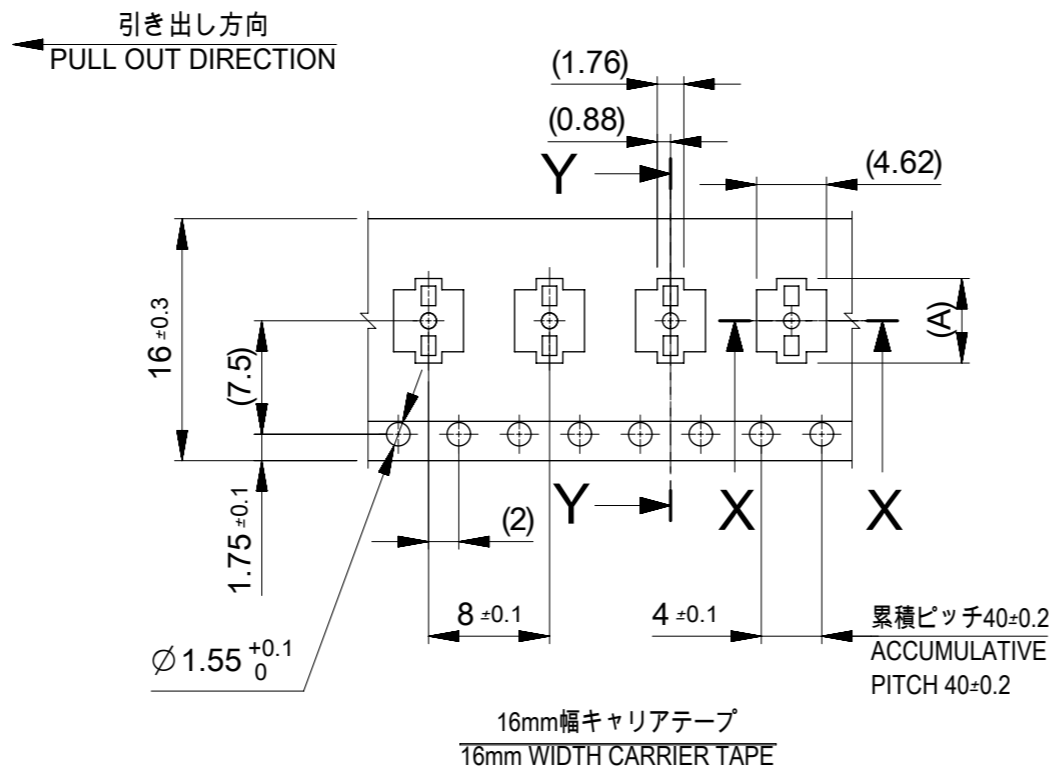 引き出し方向
PULL OUT DIRECTION
(1.76)
(0.88)
Y
(4.62)
16 ±0.3
(7.5)
(A)
1.75 ±0.1
Y
X
X
(2)
8 ±0.1
4 ±0.1
累積ピッチ40±0.2
ACCUMULATIVE
PITCH 40±0.2
∅1.55 +0.1
0
16mm幅キャリアテープ
16mm WIDTH CARRIER TAPE